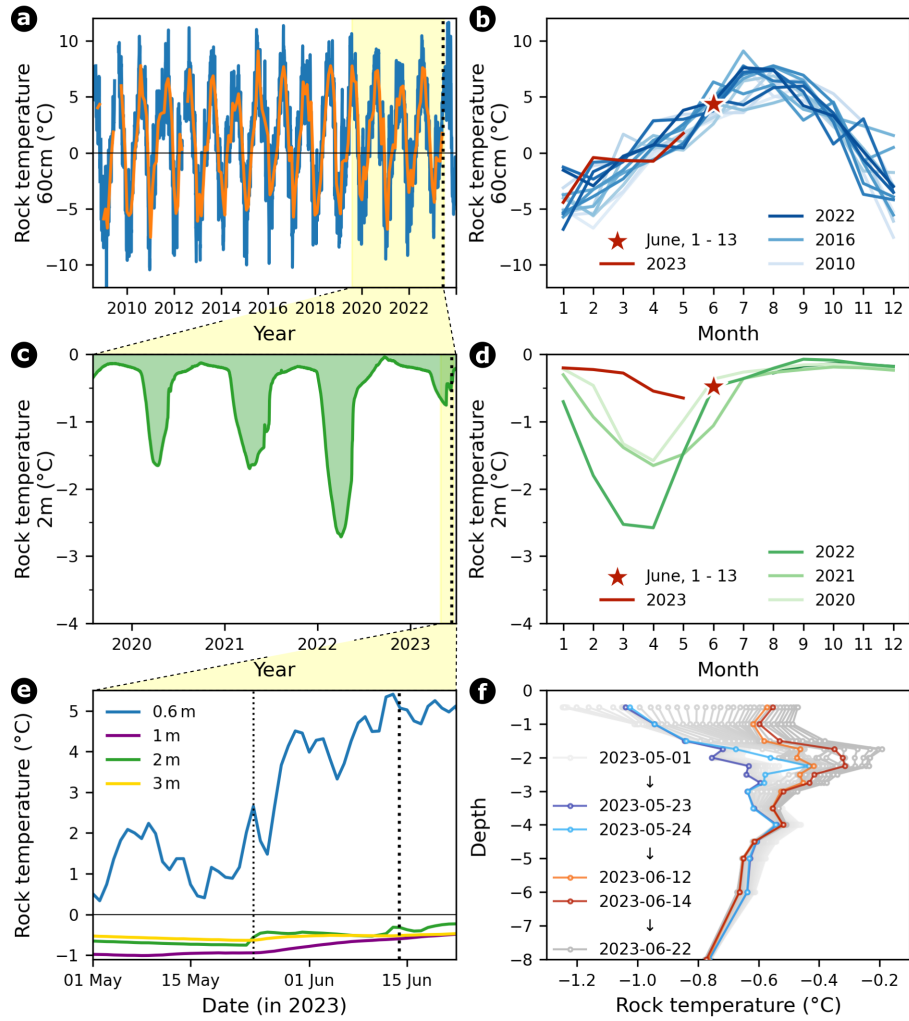 a
Rock temperature
60cm (°C)
10
5
0
−5
−10
2010 2012 2014 2016 2018 2020 2022
Year
b
Rock temperature
60cm (°C)
10
5
0
−5
−10
June, 1 - 13
2023
2022
2016
2010
1 2 3 4 5 6 7 8 9 10 11 12
Month
c
Rock temperature
2m (°C)
0
−1
−2
−3
−4
2020 2021 2022 2023
Year
d
Rock temperature
2m (°C)
0
−1
−2
−3
−4
June, 1 - 13
2023
2022
2021
2020
1 2 3 4 5 6 7 8 9 10 11 12
Month
e
Rock temperature (°C)
5
4
3
2
1
0
−1
0.6 m
1 m
2 m
3 m
01 May 15 May 01 Jun 15 Jun
Date (in 2023)
f
Depth
0
−1
−2
−3
−4
−5
−6
−7
−8
2023-05-01
↓
2023-05-23
2023-05-24
↓
2023-06-12
2023-06-14
↓
2023-06-22
−1.2 −1.0 −0.8 −0.6 −0.4 −0.2
Rock temperature (°C)